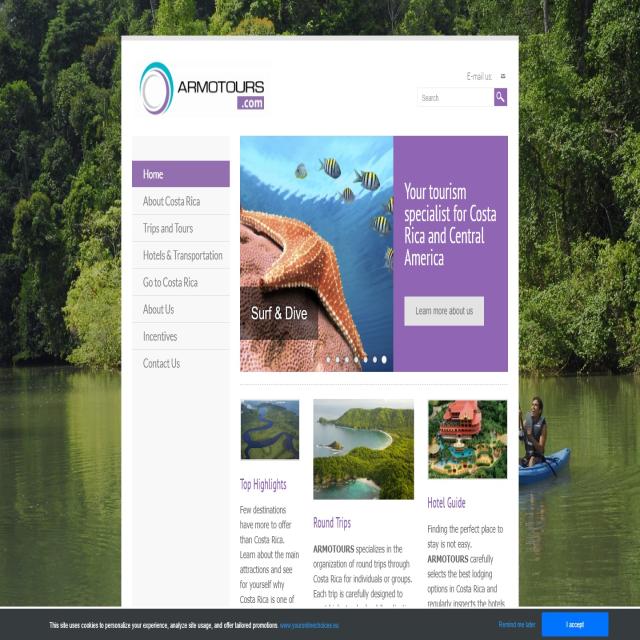 ARMOTOURS
.com
E-mail us:
Search
Home
About Costa Rica
Trips and Tours
Hotels & Transportation
Go to Costa Rica
About Us
Incentives
Contact Us
Surf & Dive
Your tourism
specialist for Costa
Rica and Central
America
Learn more about us
Top Highlights
Few destinations
have more to offer
than Costa Rica.
Learn about the main
attractions and see
for yourself why
Costa Rica is one of
Round Trips
ARMOTOURS specializes in the
organization of round trips through
Costa Rica for individuals or groups.
Each trip is carefully designed to
Hotel Guide
Finding the perfect place to
stay is not easy.
ARMOTOURS carefully
selects the best lodging
options in Costa Rica and
regularly inspects the hotels
This site uses cookies to personalize your experience, analyze site usage, and offer tailored promotions. www.youronlinechoices.eu
Remind me later
I accept